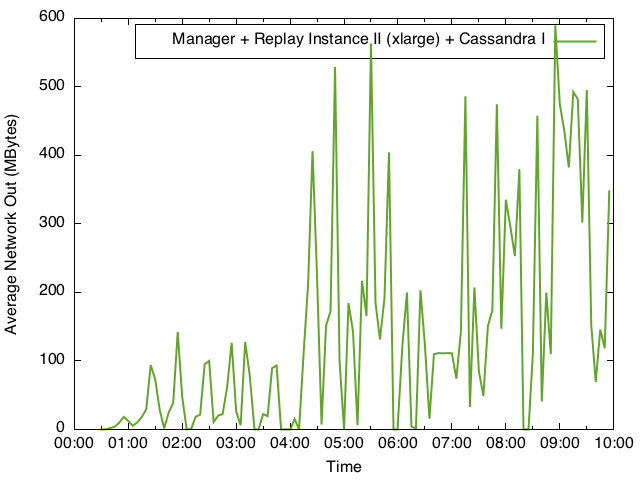 Manager + Replay Instance II (xlarge) + Cassandra I
600
500
400
300
200
100
0
Average Network Out (MBytes)
00:00 01:00 02:00 03:00 04:00 05:00 06:00 07:00 08:00 09:00 10:00
Time